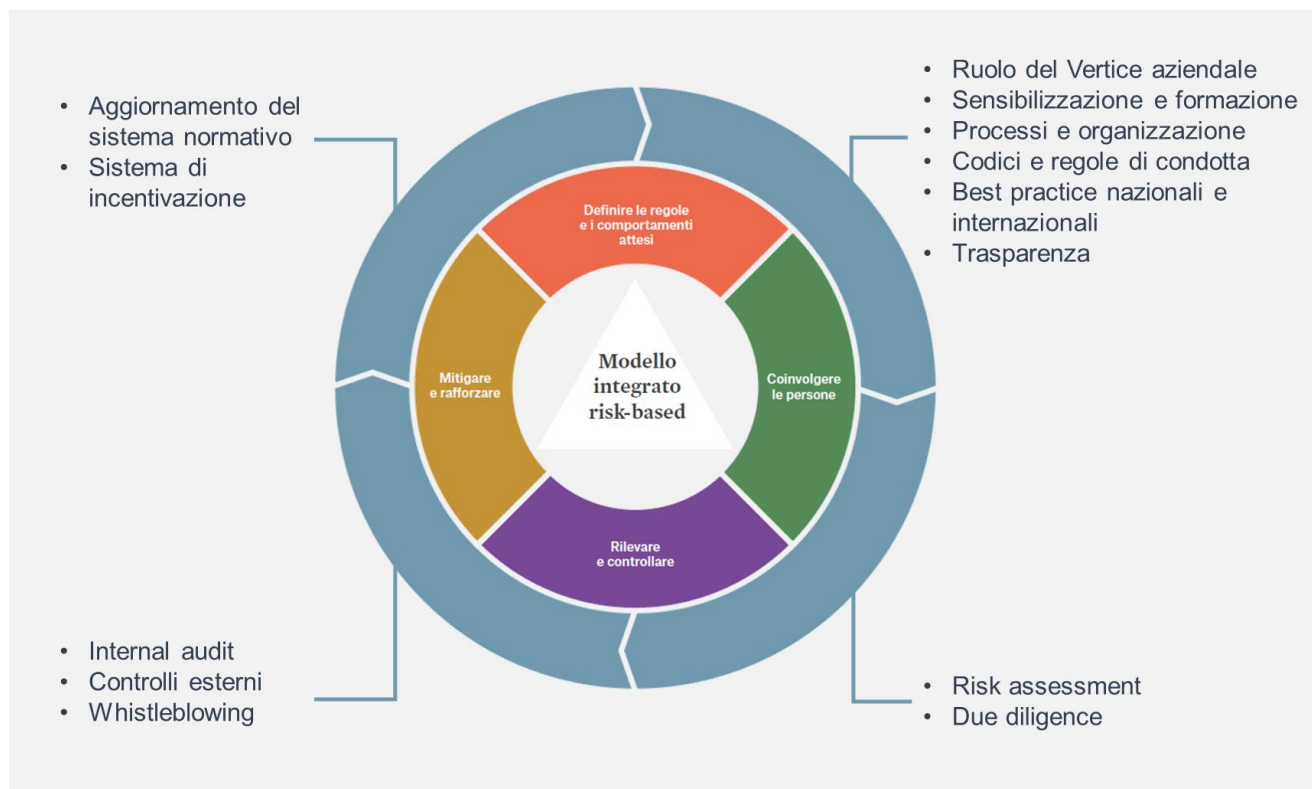 • Aggiornamento del
sistema normativo
• Sistema di
incentivazione
• Ruolo del Vertice aziendale
• Sensibilizzazione e formazione
• Processi e organizzazione
• Codici e regole di condotta
• Best practice nazionali e
internazionali
• Trasparenza
Definire le regole
e i comportamenti
attesi
Mitigare
e rafforzare
Modello
integrato
risk-based
Coinvolgere
le persone
Rilevare
e controllare
• Internal audit
• Controlli esterni
• Whistleblowing
• Risk assessment
• Due diligence